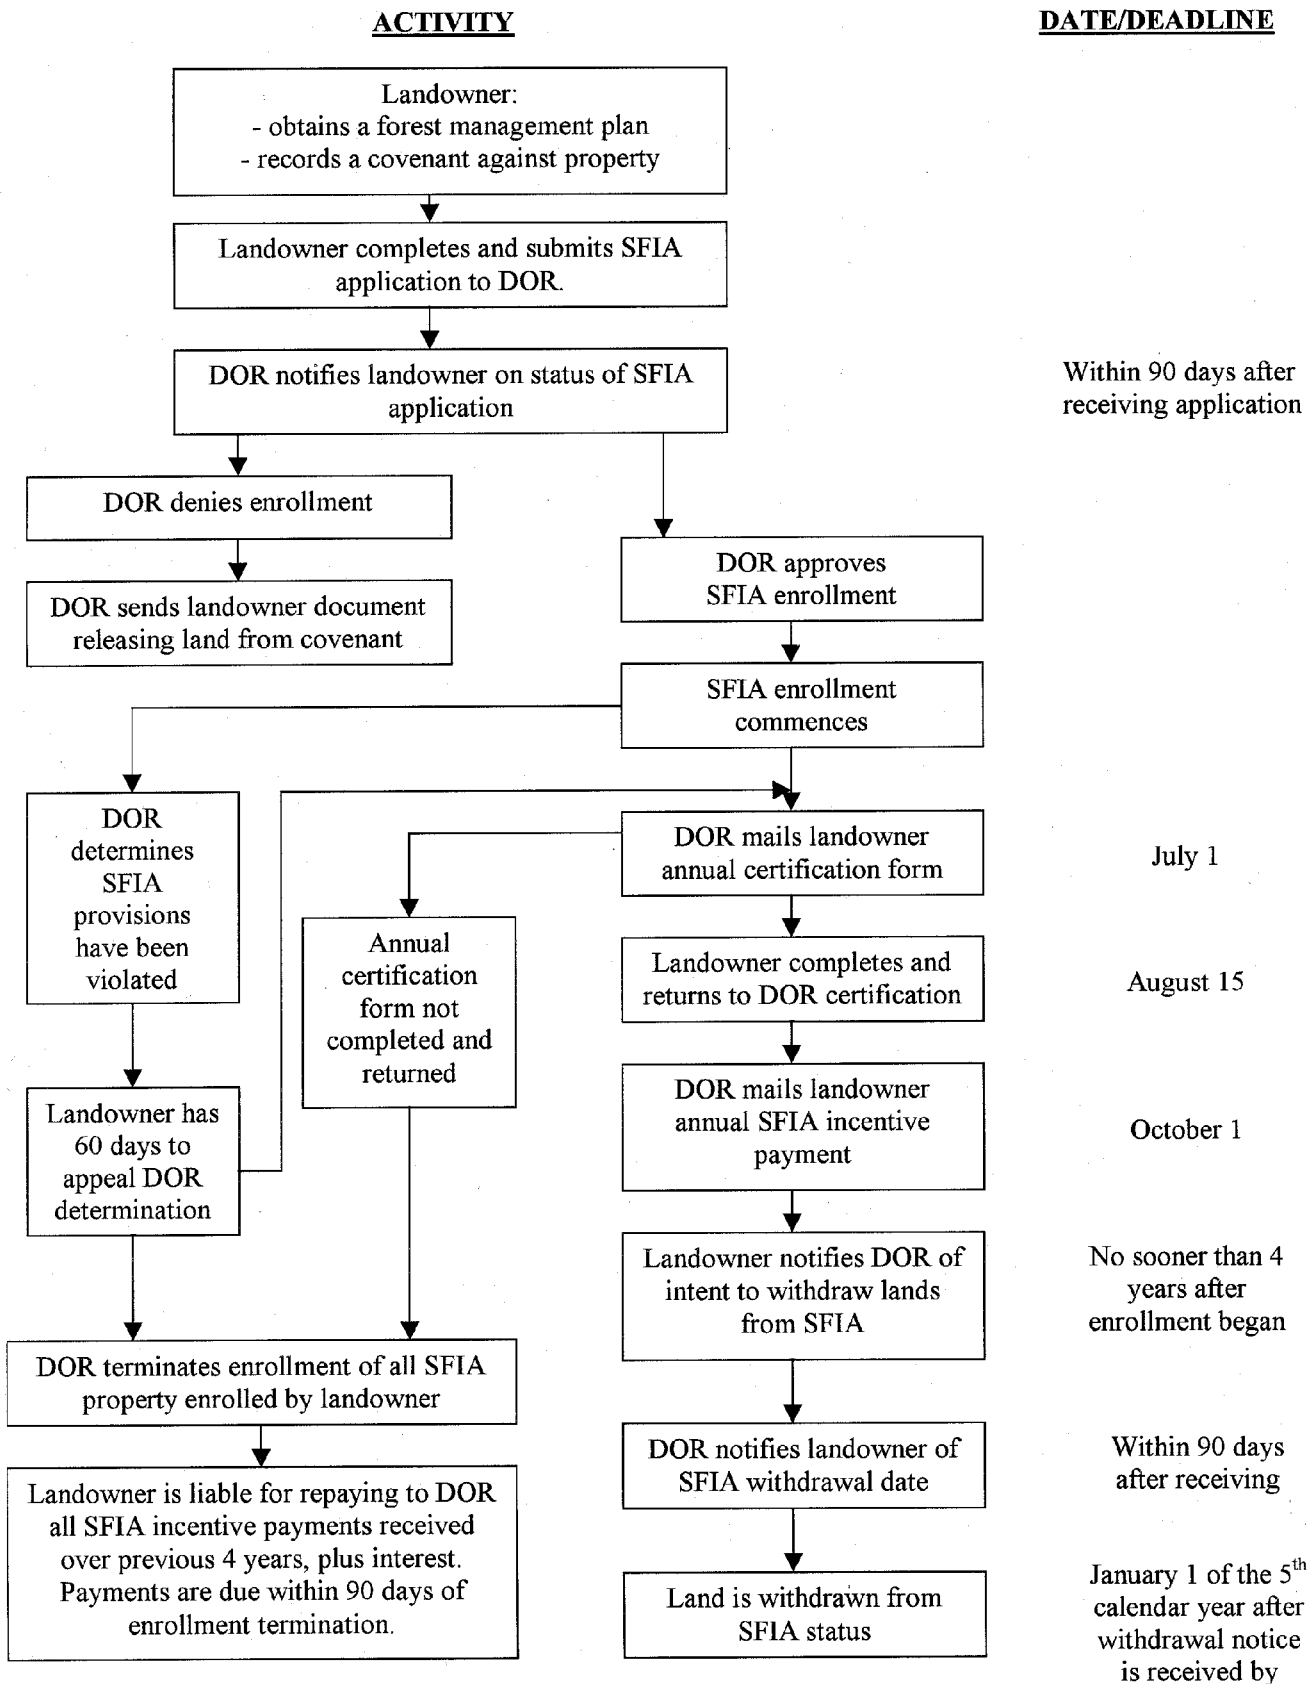 ACTIVITY
DATE/DEADLINE
Landowner:
- obtains a forest management plan
- records a covenant against property
Landowner completes and submits SFIA
application to DOR.
DOR notifies landowner on status of SFIA
application
Within 90 days after
receiving application
DOR denies enrollment
DOR sends landowner document
releasing land from covenant
DOR approves
SFIA enrollment
SFIA enrollment
commences
DOR
determines
SFIA
provisions
have been
violated
DOR mails landowner
annual certification form
July 1
Annual
certification
form not
completed and
returned
Landowner completes and
returns to DOR certification
August 15
Landowner has
60 days to
appeal DOR
determination
DOR mails landowner
annual SFIA incentive
payment
October 1
Landowner notifies DOR of
intent to withdraw lands
from SFIA
No sooner than 4
years after
enrollment began
DOR terminates enrollment of all SFIA
property enrolled by landowner
DOR notifies landowner of
SFIA withdrawal date
Within 90 days
after receiving
Landowner is liable for repaying to DOR
all SFIA incentive payments received
over previous 4 years, plus interest.
Payments are due within 90 days of
enrollment termination.
Land is withdrawn from
SFIA status
January 1 of the 5th
calendar year after
withdrawal notice
is received by